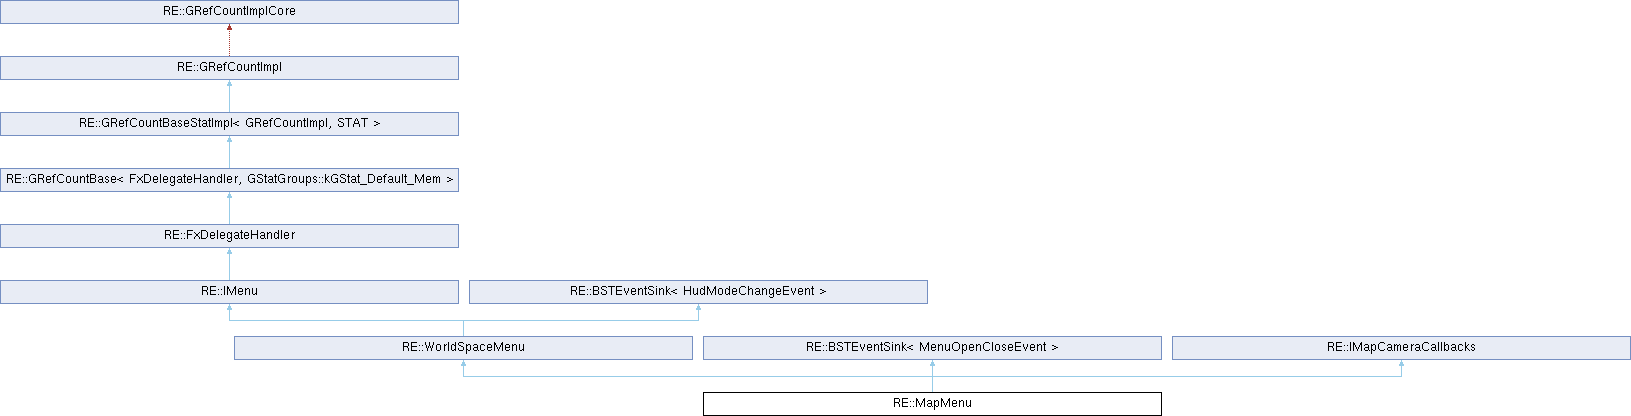 RE::GRefCountImplCore
RE::GRefCountImpl
RE::GRefCountBaseStatImpl< GRefCountImpl, STAT >
RE::GRefCountBase< FxDelegateHandler, GStatGroups::kGStat_Default_Mem >
RE::FxDelegateHandler
RE::IMenu
RE::BSTEventSink< HudModeChangeEvent >
RE::WorldSpaceMenu
RE::BSTEventSink< MenuOpenCloseEvent >
RE::IMapCameraCallbacks
RE::MapMenu